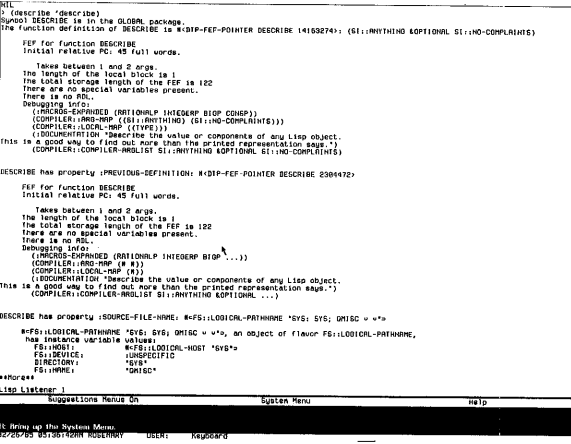 NIL
> (describe 'describe)
Symbol DESCRIBE is in the GLOBAL package.
The function definition of DESCRIBE is #<DTP-FEF-POINTER DESCRIBE 14163274>: (SI::ANYTHING &OPTIONAL SI::NO-COMPLAINTS)
FEF for function DESCRIBE
Initial relative PC: 45 full words.
Takes between 1 and 2 args.
The length of the local block is 1
The total storage length of the FEF is 122
There are no special variables present.
There is no ADL.
Debugging info:
(:MACROS-EXPANDED (RATIONALP INTEGERP BIGP CONSP))
(COMPILER::ARG-MAP ((SI::ANYTHING) (SI::NO-COMPLAINTS)))
(COMPILER::LOCAL-MAP ((TYPE)))
(:DOCUMENTATION "Describe the value or components of any Lisp object.
This is a good way to find out more than the printed representation says.")
(COMPILER::COMPILER-ARGLIST SI::ANYTHING &OPTIONAL SI::NO-COMPLAINTS)
DESCRIBE has property :PREVIOUS-DEFINITION: #<DTP-FEF-POINTER DESCRIBE 2304472>
FEF for function DESCRIBE
Initial relative PC: 45 full words.
Takes between 1 and 2 args.
The length of the local block is 1
The total storage length of the FEF is 122
There are no special variables present.
There is no ADL.
Debugging info:
(:MACROS-EXPANDED (RATIONALP INTEGERP BIGP ...))
(COMPILER::ARG-MAP (# #))
(COMPILER::LOCAL-MAP (#))
(:DOCUMENTATION "Describe the value or components of any Lisp object.
This is a good way to find out more than the printed representation says.")
(COMPILER::COMPILER-ARGLIST SI::ANYTHING &OPTIONAL ...)
DESCRIBE has property :SOURCE-FILE-NAME: #<FS::LOGICAL-PATHNAME "SYS: SYS; QMISC
#<FS::LOGICAL-PATHNAME "SYS: SYS; QMISC an object of flavor FS::LOGICAL-PATHNAME,
has instance variable values:
FS::HOST: #<FS::LOGICAL-HOST "SYS">
FS::DEVICE: :UNSPECIFIC
DIRECTORY: "SYS"
FS::NAME: "QMISC"
**More**
Lisp Listener 1
Suggestions Menus On System Menu Help
R: Bring up the System Menu.
02/26/85 05:36:42AM ROSEMARY USER: Keyboard